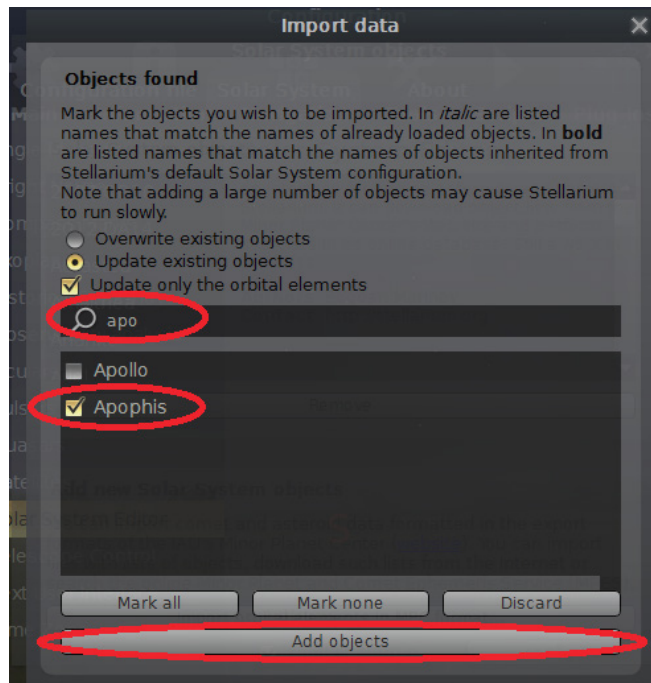 Import data
Objects found
Mark the objects you wish to be imported. In italic are listed
names that match the names of already loaded objects. In bold
are listed names that match the names of objects inherited from
Stellarium's default Solar System configuration.
Note that adding a large number of objects may cause Stellarium
to run slowly.
Overwrite existing objects
Update existing objects
Update only the orbital elements
apo
Apollo
Apophis
Mark all
Mark none
Discard
Add objects